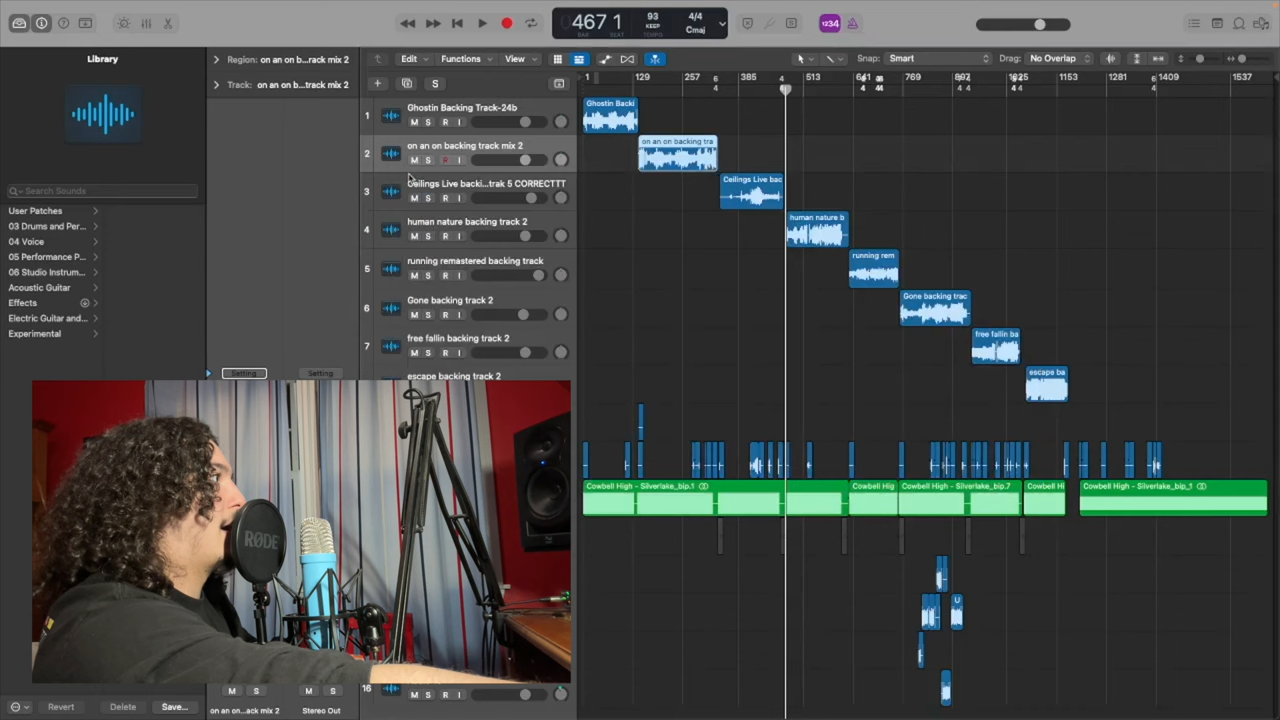 467 1
BAR BEAT
93
KEEP
TEMPO
4/4
Cmaj
1234
Library
Region: on an on b...rack mix 2
Track: on an on b...rack mix 2
Edit
Functions
View
Snap: Smart
Drag: No Overlap
S
1 129 257 385 513 641 769 897 1025 1153 1281 1409 1537
Search Sounds
User Patches
03 Drums and Per...
04 Voice
05 Performance P...
06 Studio Instrum...
Acoustic Guitar
Effects
Electric Guitar and...
Experimental
Setting
Setting
1
Ghostin Backing Track-24b
M S R I
2
on an on backing track mix 2
M S R I
3
Ceilings Live backi...trak 5 CORRECTTT
M S R I
4
human nature backing track 2
M S R I
5
running remastered backing track
M S R I
6
Gone backing track 2
M S R I
7
free fallin backing track 2
M S R I
escape backing track 2
16
M S R I
Ghostin Backi
on an on backing tra
Ceilings Live bac
human nature b
running rem
Gone backing trac
free fallin ba
escape ba
Cowbell High - Silverlake_bip.1
Cowbell Hig
Cowbell High - Silverlake_bip.7
Cowbell Hi
Cowbell High - Silverlake_bip_1
U
RØDE
M S
M S
on an on...ack mix 2
Stereo Out
Revert
Delete
Save...